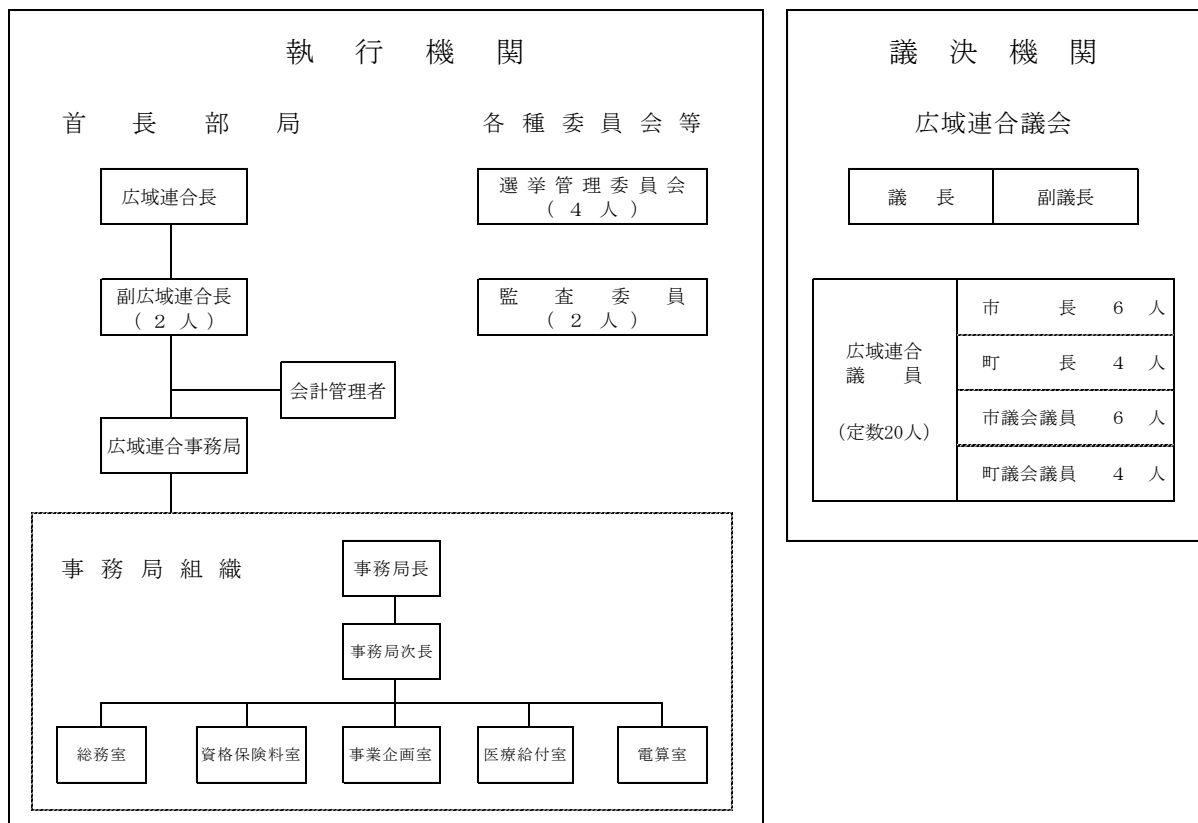 執行機関
首長部局
各種委員会等
広域連合長
選挙管理委員会
(4人)
副広域連合長
(2人)
監査委員
(2人)
会計管理者
広域連合事務局
事務局組織
事務局長
事務局次長
総務室
資格保険料室
事業企画室
医療給付室
電算室
議決機関
広域連合議会
議長
副議長
広域連合
議員
(定数20人)
市長 6人
町長 4人
市議会議員 6人
町議会議員 4人